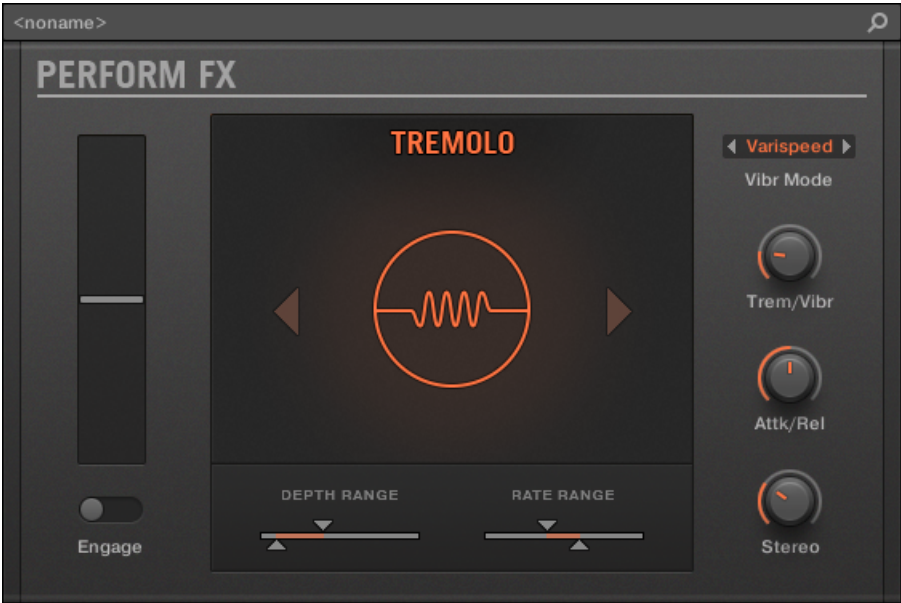 <noname>
PERFORM FX
TREMOLO
Varispeed
Vibr Mode
Trem/Vibr
Attk/Rel
DEPTH RANGE
RATE RANGE
Engage
Stereo